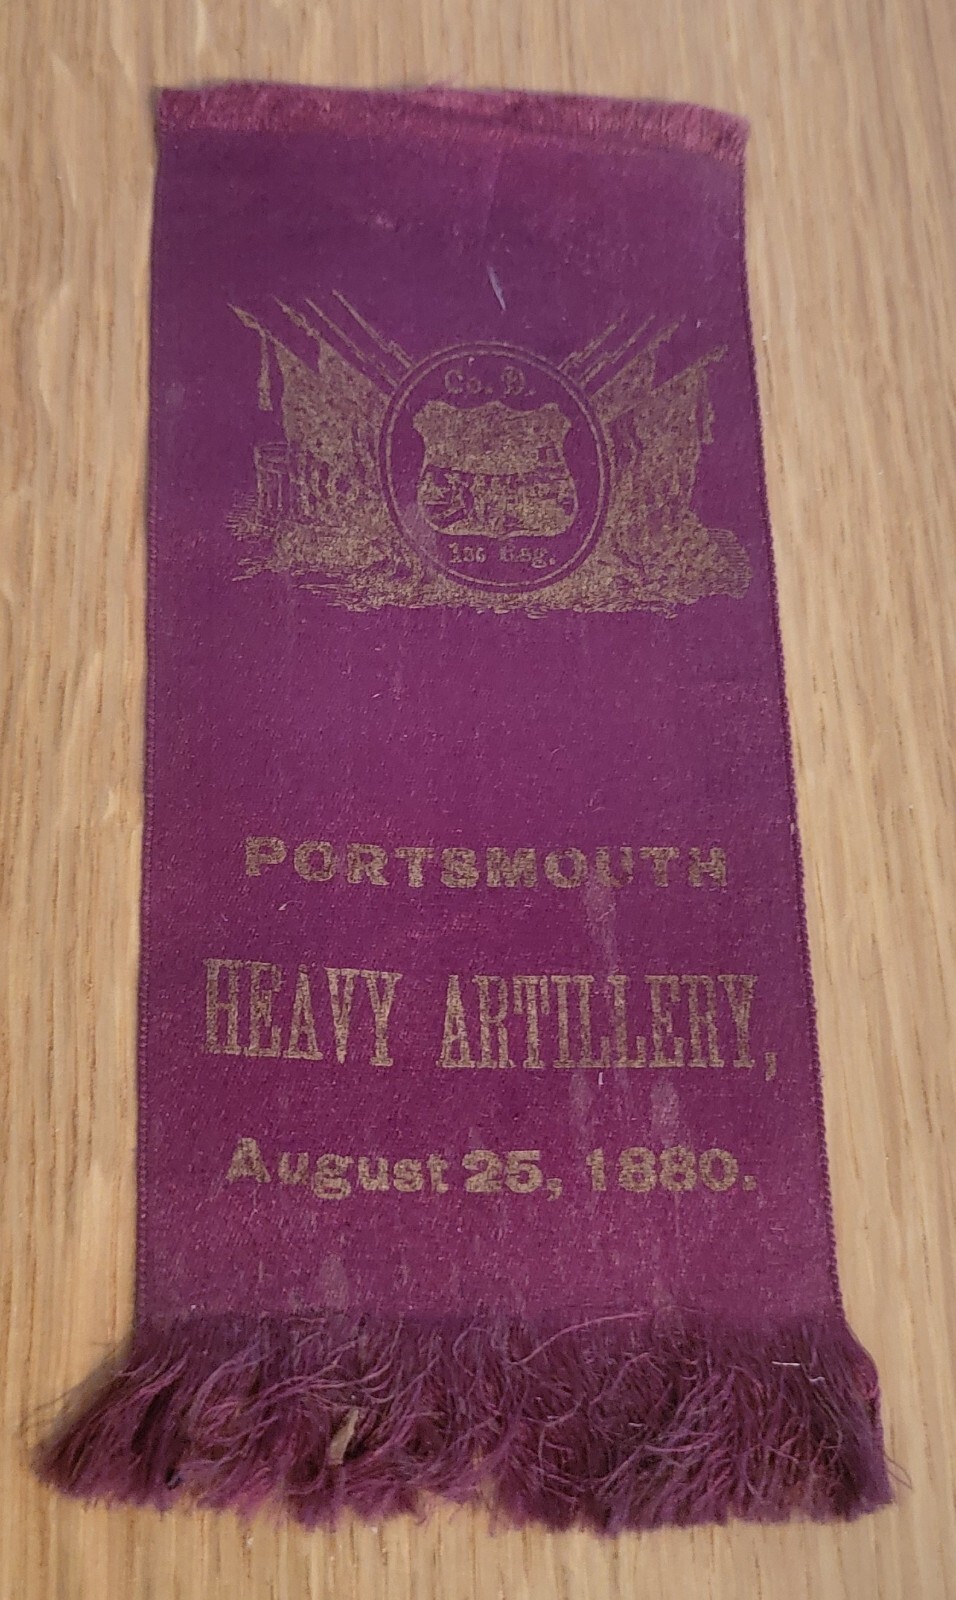 Co. D.
1st Reg.
PORTSMOUTH
HEAVY ARTILLERY,
August 25, 1880.